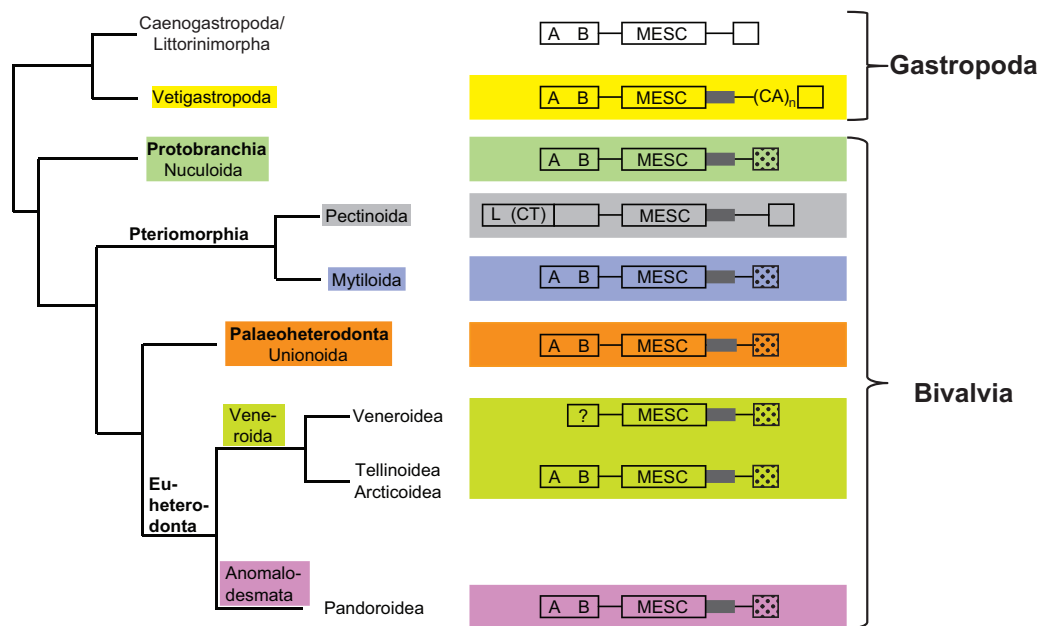 Caenogastropoda/
Littorinimorpha
A B MESC
Gastropoda
Vetigastropoda
A B MESC (CA)n
Protobranchia
Nuculoida
A B MESC
Pectinoida
L (CT) MESC
Pteriomorphia
Mytiloida
A B MESC
Palaeoheterodonta
Unionoida
A B MESC
Bivalvia
Vene-
roida
Veneroidea
? MESC
Tellinoidea
Arcticoidea
A B MESC
Eu-
hetero-
donta
Anomalo-
desmata
Pandoroidea
A B MESC